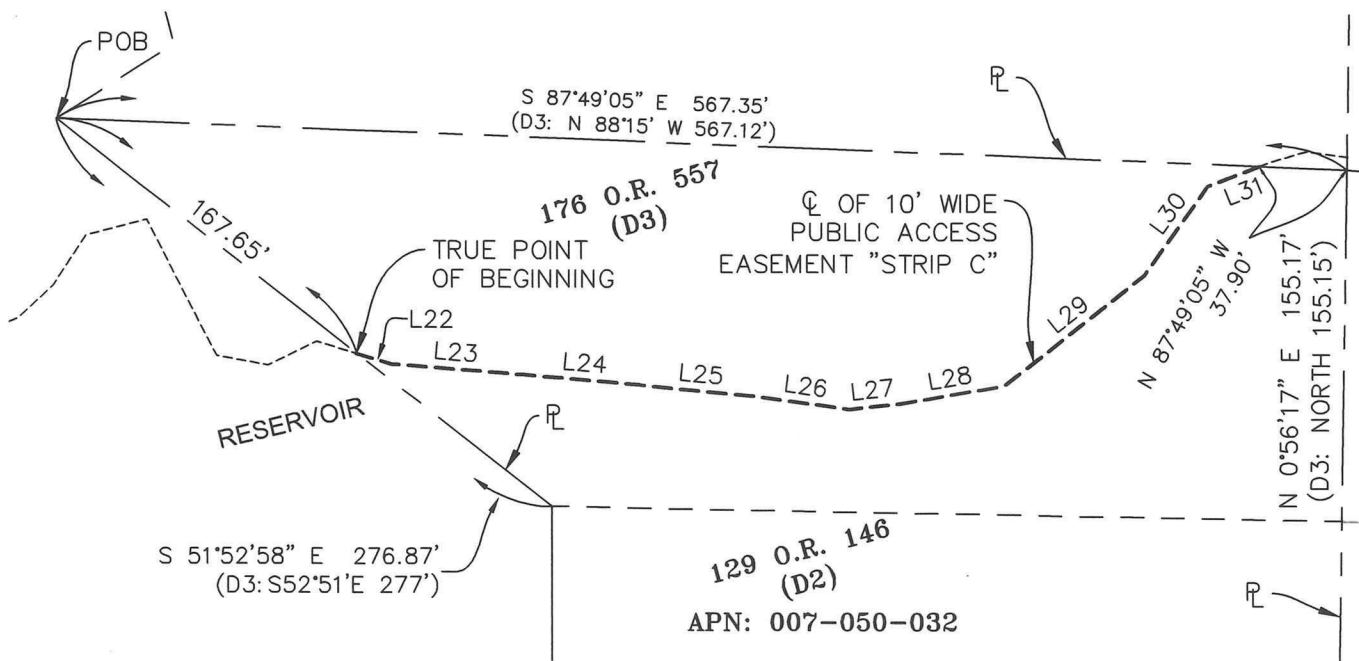 POB
S 87°49'05" E 567.35'
(D3: N 88°15' W 567.12')
℄ OF 10' WIDE
PUBLIC ACCESS
EASEMENT "STRIP C"
176 O.R. 557
(D3)
167.65'
TRUE POINT
OF BEGINNING
L22
L23
L24
L25
L26
L27
L28
L29
L30
L31
N 87°49'05" W
37.90'
N 0°56'17" E 155.17'
(D3: NORTH 155.15')
RESERVOIR
PL
PL
PL
S 51°52'58" E 276.87'
(D3: S52°51'E 277')
129 O.R. 146
(D2)
APN: 007-050-032